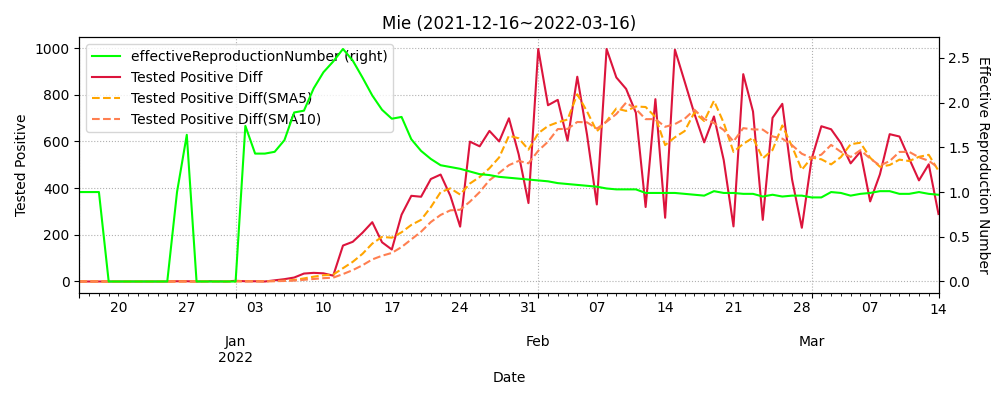 Mie (2021-12-16~2022-03-16)
effectiveReproductionNumber (right)
Tested Positive Diff
Tested Positive Diff(SMA5)
Tested Positive Diff(SMA10)
Tested Positive
1000
800
600
400
200
0
Effective Reproduction Number
2.5
2.0
1.5
1.0
0.5
0.0
20 27 03 10 17 24 31 07 14 21 28 07 14
Jan Feb Mar
2022
Date